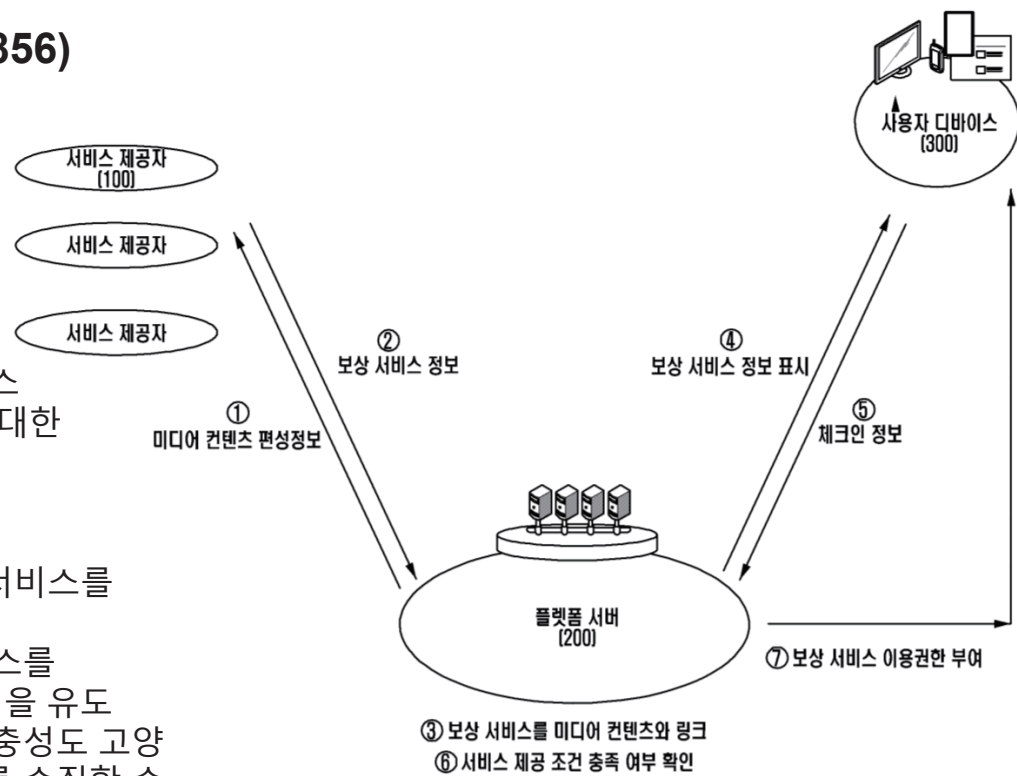 356)
서비스 제공자
(100)
서비스 제공자
서비스 제공자
사용자 디바이스
(300)
②
보상 서비스 정보
①
미디어 컨텐츠 편성정보
④
보상 서비스 정보 표시
⑤
체크인 정보
플렛폼 서버
(200)
⑦ 보상 서비스 이용권한 부여
③ 보상 서비스를 미디어 컨텐츠와 링크
⑥ 서비스 제공 조건 충족 여부 확인
스
대한
서비스를
스를
을 유도
충성도 고양